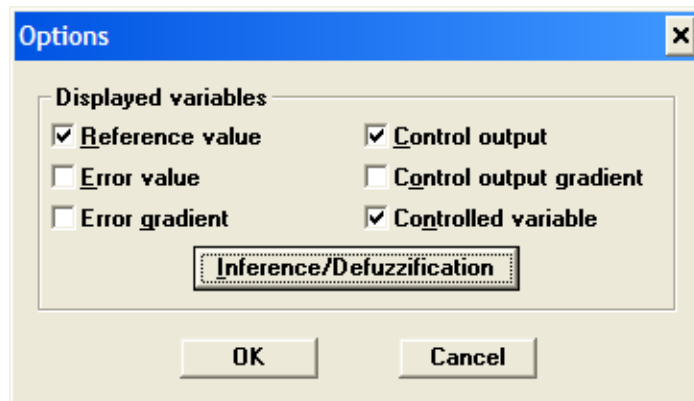 Options
Displayed variables
Reference value
Control output
Error value
Control output gradient
Error gradient
Controlled variable
Inference/Defuzzification
OK
Cancel